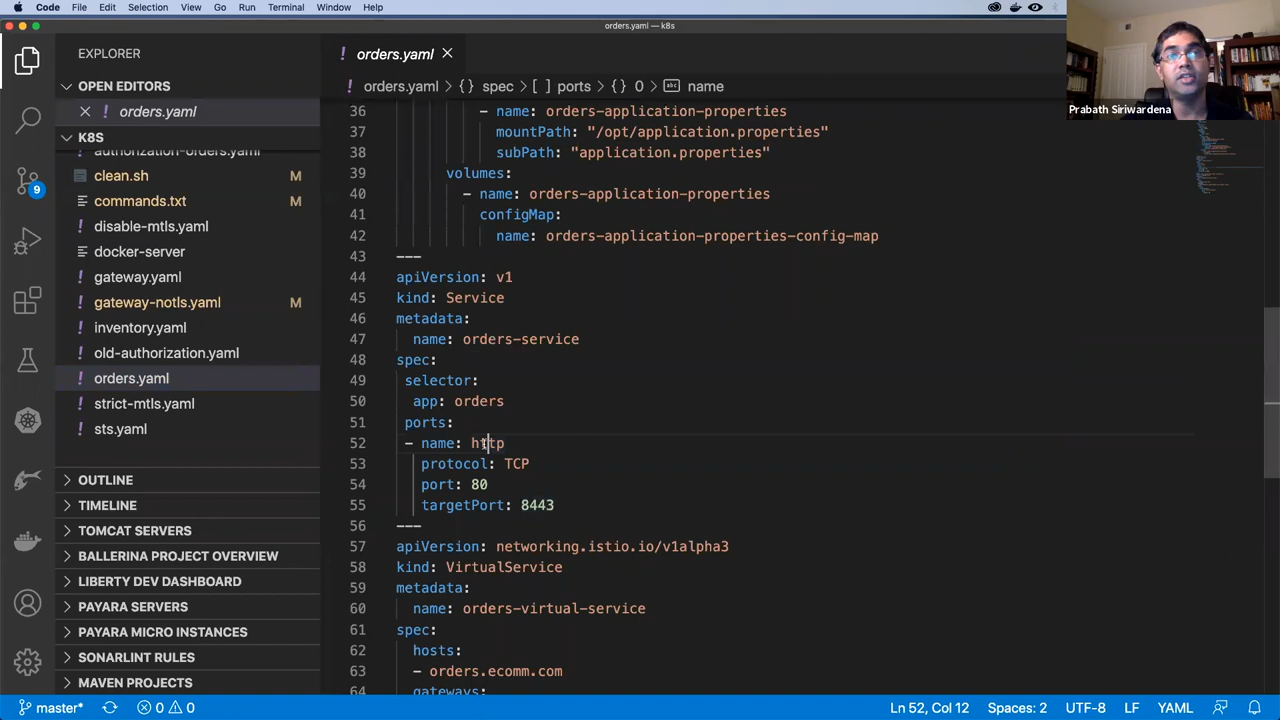 Code File Edit Selection View Go Run Terminal Window Help
orders.yaml — k8s
EXPLORER
OPEN EDITORS
orders.yaml
K8S
authorization-orders.yaml
clean.sh M
commands.txt M
disable-mtls.yaml
docker-server
gateway.yaml
gateway-notls.yaml M
inventory.yaml
old-authorization.yaml
orders.yaml
strict-mtls.yaml
sts.yaml
OUTLINE
TIMELINE
TOMCAT SERVERS
BALLERINA PROJECT OVERVIEW
LIBERTY DEV DASHBOARD
PAYARA SERVERS
PAYARA MICRO INSTANCES
SONARLINT RULES
MAVEN PROJECTS
9
orders.yaml
orders.yaml > {} spec > [ ] ports > {} 0 > abc name
36 - name: orders-application-properties
37 mountPath: "/opt/application.properties"
38 subPath: "application.properties"
39 volumes:
40 - name: orders-application-properties
41 configMap:
42 name: orders-application-properties-config-map
43 ---
44 apiVersion: v1
45 kind: Service
46 metadata:
47 name: orders-service
48 spec:
49 selector:
50 app: orders
51 ports:
52 - name: http
53 protocol: TCP
54 port: 80
55 targetPort: 8443
56 ---
57 apiVersion: networking.istio.io/v1alpha3
58 kind: VirtualService
59 metadata:
60 name: orders-virtual-service
61 spec:
62 hosts:
63 - orders.ecomm.com
64 gateways:
Prabath Siriwardena
master* 0 0 Ln 52, Col 12 Spaces: 2 UTF-8 LF YAML